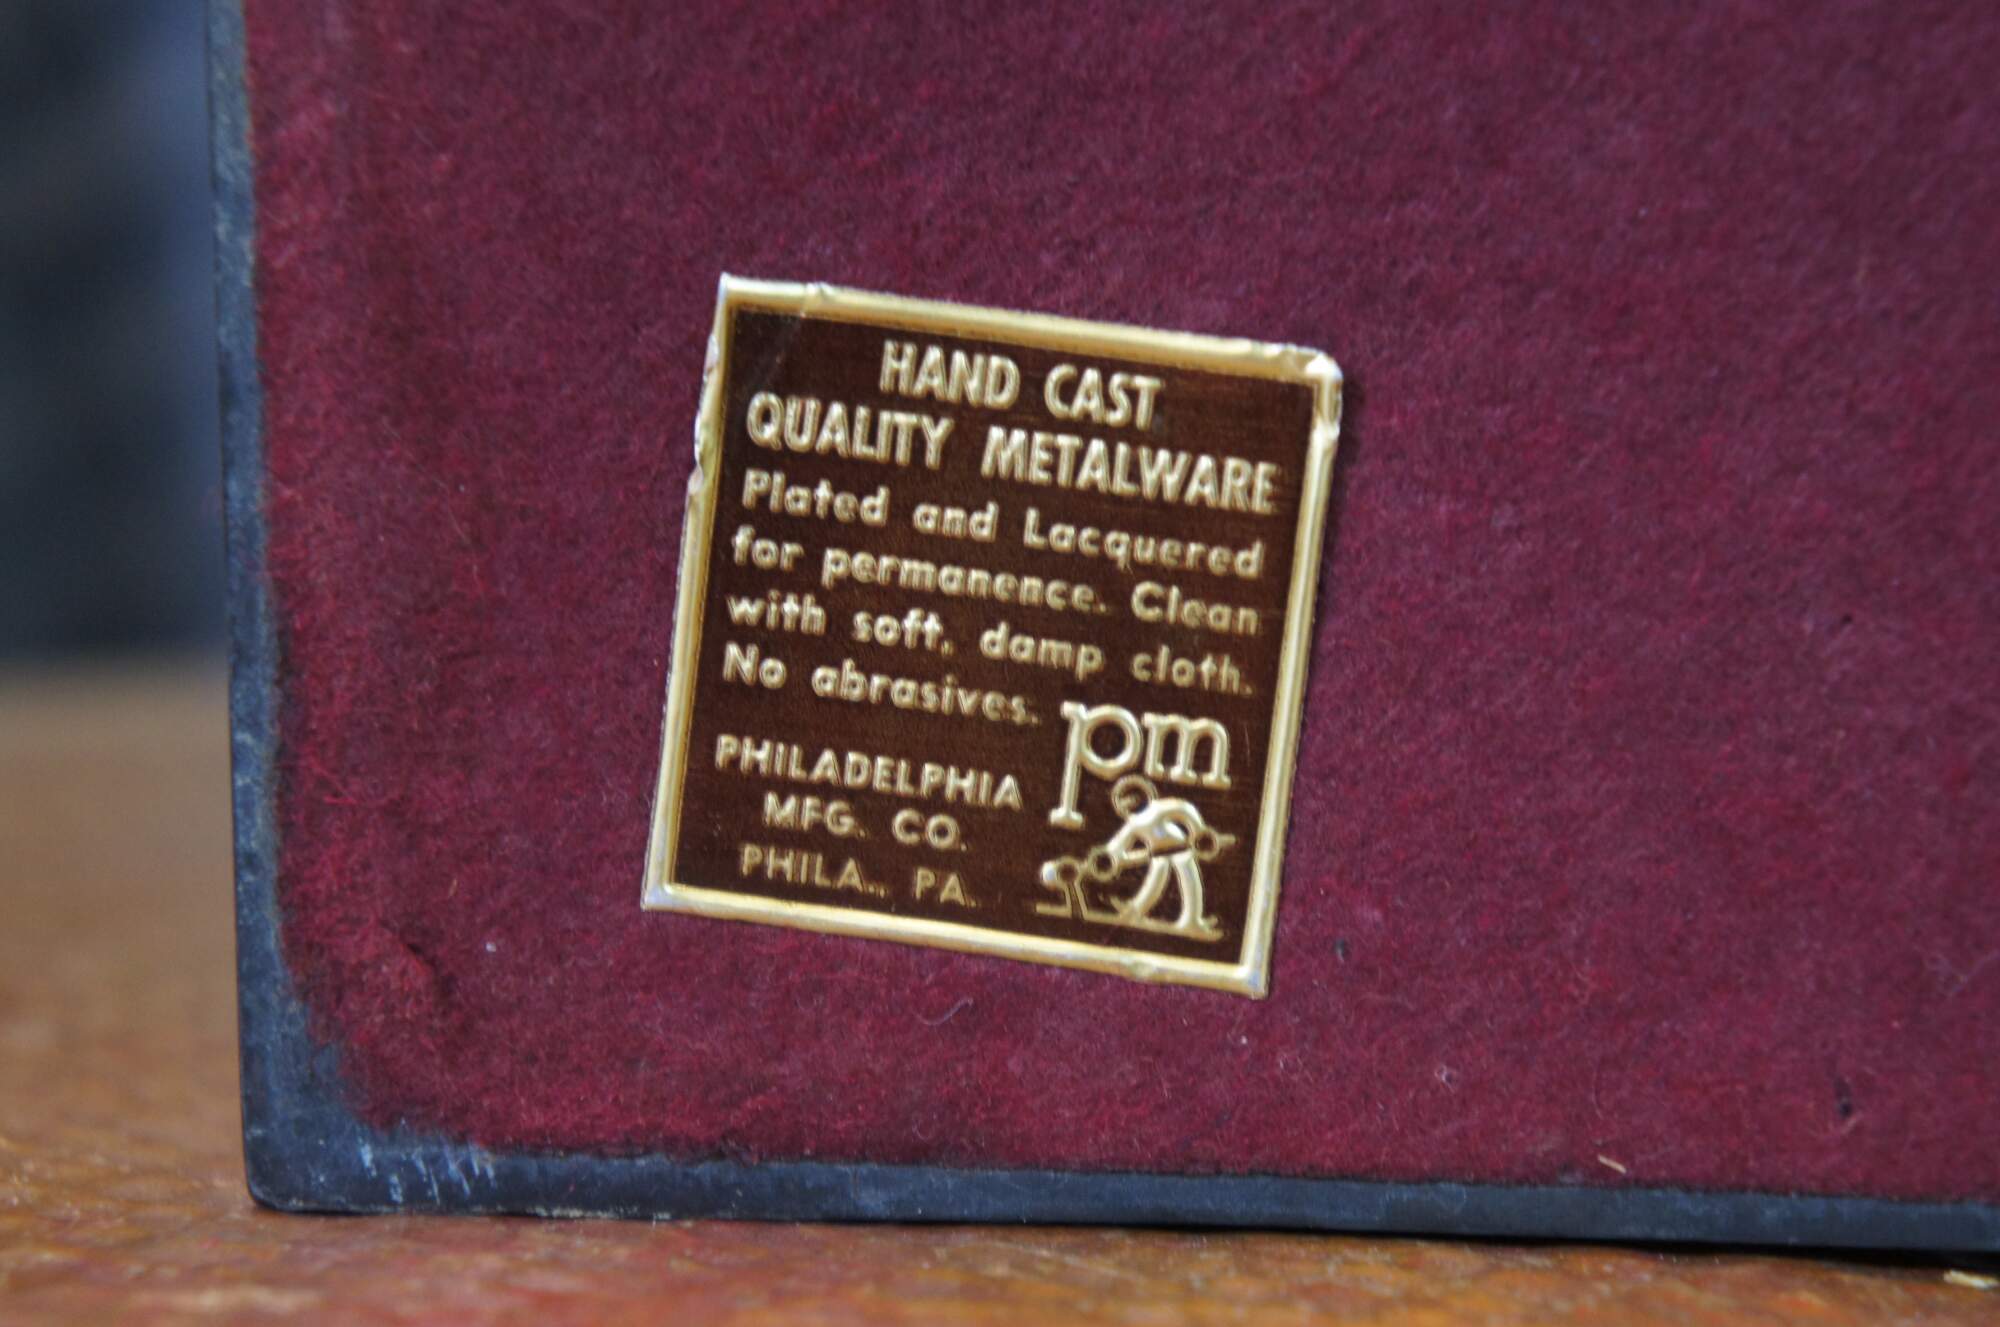 HAND CAST
QUALITY METALWARE
Plated and Lacquered
for permanence. Clean
with soft, damp cloth.
No abrasives.
pm
PHILADELPHIA
MFG. CO.
PHILA., PA.